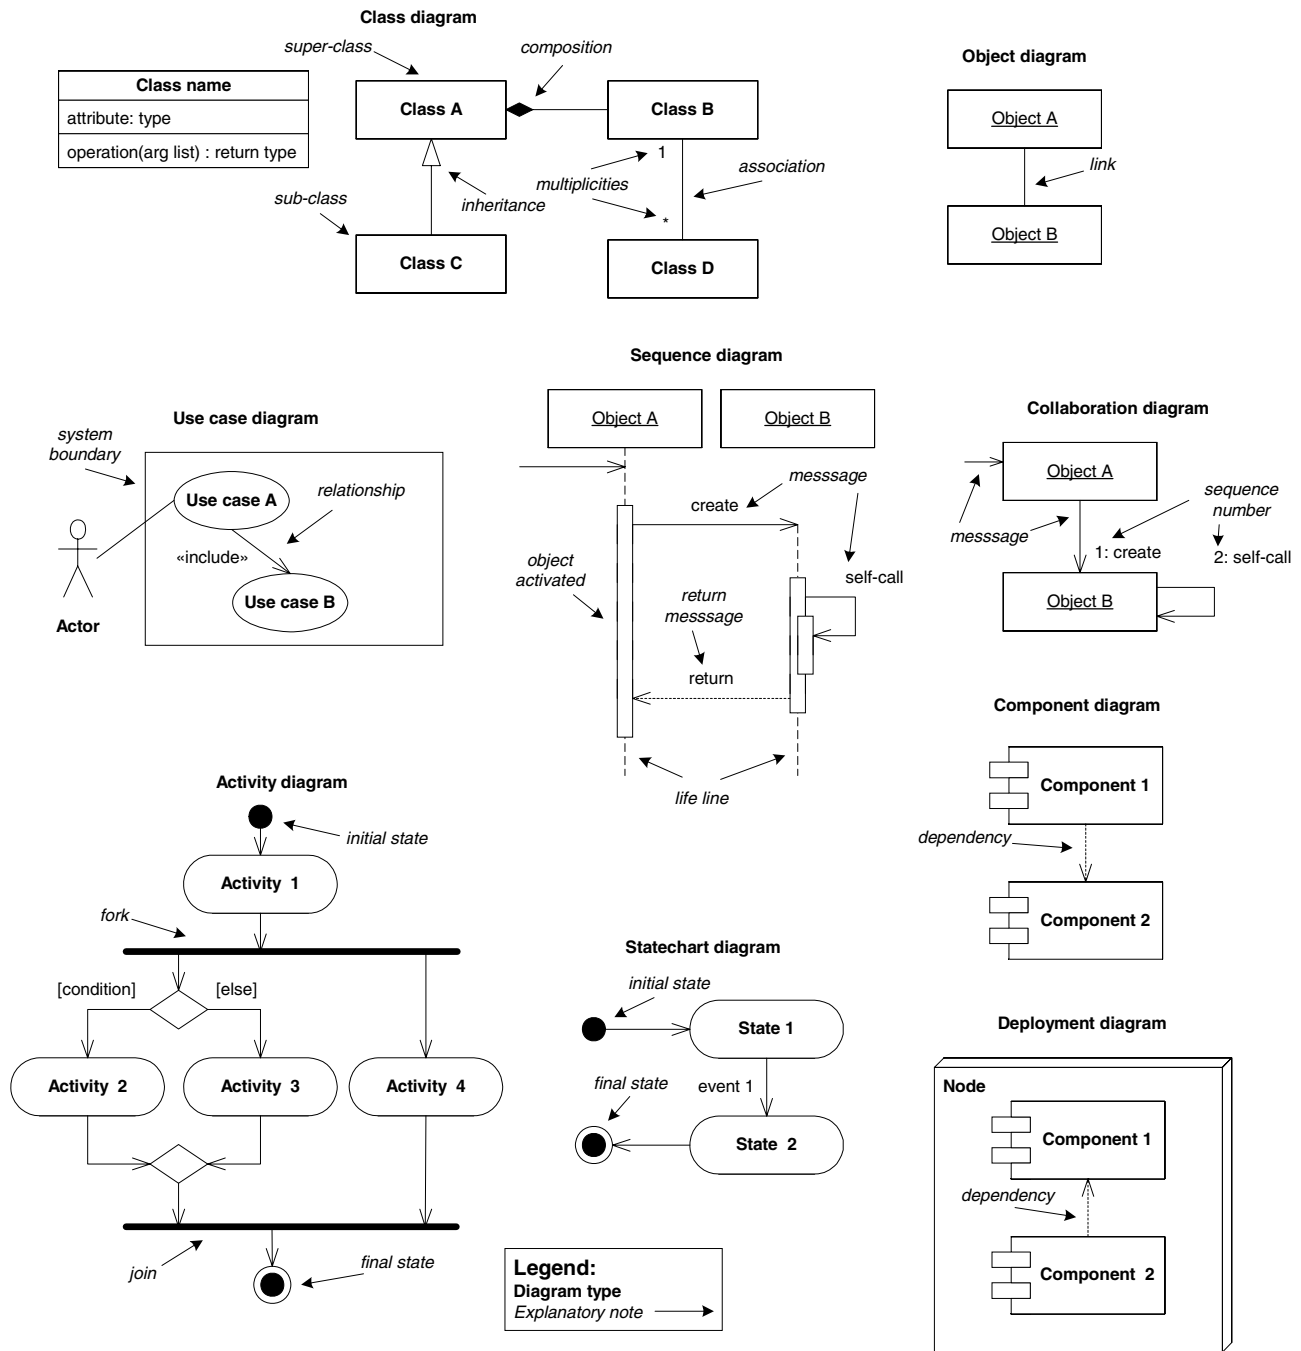 Class diagram
super-class
composition
Class name
attribute: type
operation(arg list) : return type
Class A
Class B
1
multiplicities
*
association
inheritance
sub-class
Class C
Class D
Object diagram
Object A
link
Object B
Use case diagram
system
boundary
Use case A
relationship
«include»
Use case B
Actor
Sequence diagram
Object A
Object B
messsage
create
object
activated
self-call
return
messsage
return
life line
Collaboration diagram
Object A
sequence
number
messsage
1: create
2: self-call
Object B
Component diagram
Component 1
dependency
Component 2
Activity diagram
initial state
Activity 1
fork
[condition]
[else]
Activity 2
Activity 3
Activity 4
join
final state
Statechart diagram
initial state
State 1
final state
event 1
State 2
Deployment diagram
Node
Component 1
dependency
Component 2
Legend:
Diagram type
Explanatory note